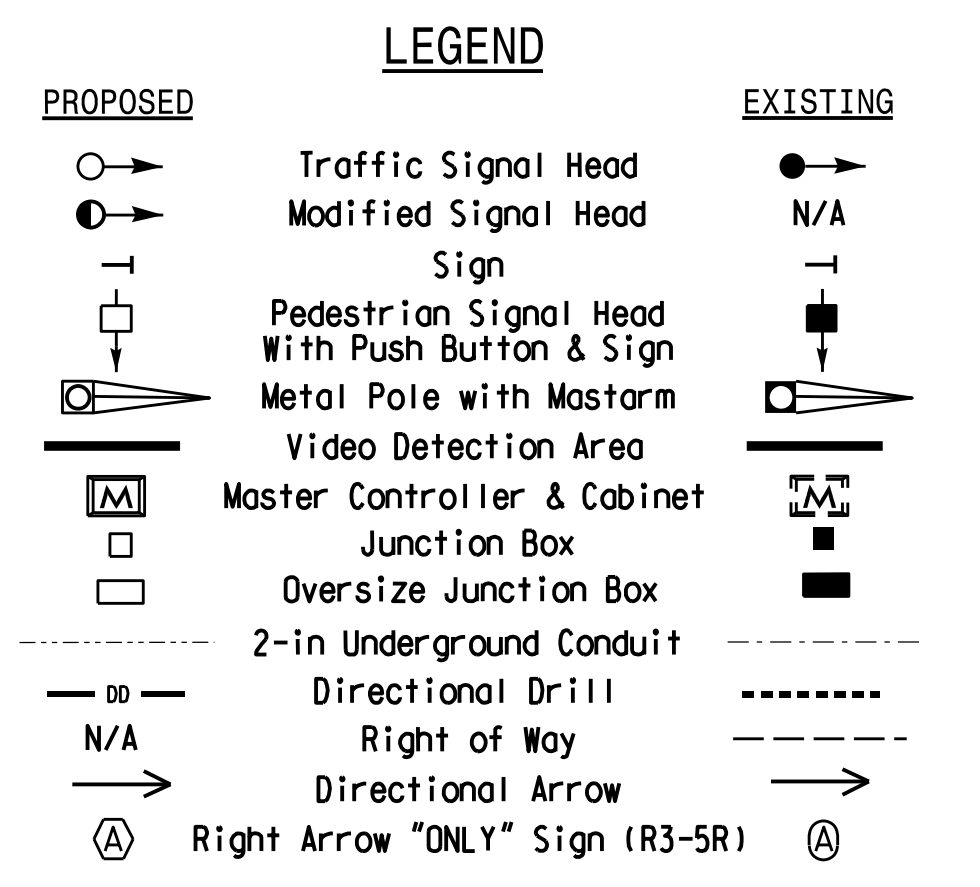 LEGEND
PROPOSED EXISTING
Traffic Signal Head
Modified Signal Head N/A
Sign
Pedestrian Signal Head
With Push Button & Sign
Metal Pole with Mastarm
Video Detection Area
M Master Controller & Cabinet M
Junction Box
Oversize Junction Box
2-in Underground Conduit
DD Directional Drill
N/A Right of Way
Directional Arrow
A Right Arrow "ONLY" Sign (R3-5R) A